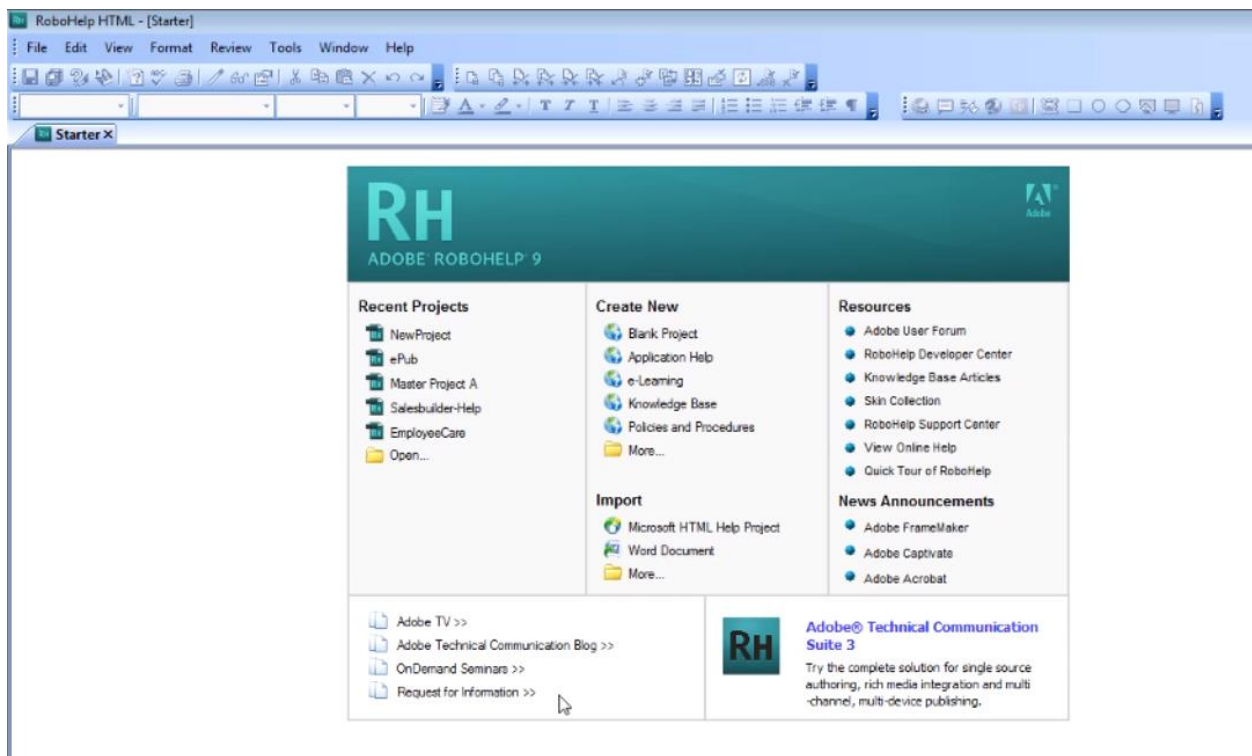 RoboHelp HTML - [Starter]
File Edit View Format Review Tools Window Help
Starter
RH
Adobe
ADOBE® ROBOHELP® 9
Recent Projects
NewProject
ePub
Master Project A
Salesbuilder-Help
EmployeeCare
Open...
Create New
Blank Project
Application Help
e-Learning
Knowledge Base
Policies and Procedures
More...
Import
Microsoft HTML Help Project
Word Document
More...
Resources
Adobe User Forum
RoboHelp Developer Center
Knowledge Base Articles
Skin Collection
RoboHelp Support Center
View Online Help
Quick Tour of RoboHelp
News Announcements
Adobe FrameMaker
Adobe Captivate
Adobe Acrobat
Adobe TV >>
Adobe Technical Communication Blog >>
OnDemand Seminars >>
Request for Information >>
RH
Adobe® Technical Communication
Suite 3
Try the complete solution for single source
authoring, rich media integration and multi
-channel, multi-device publishing.